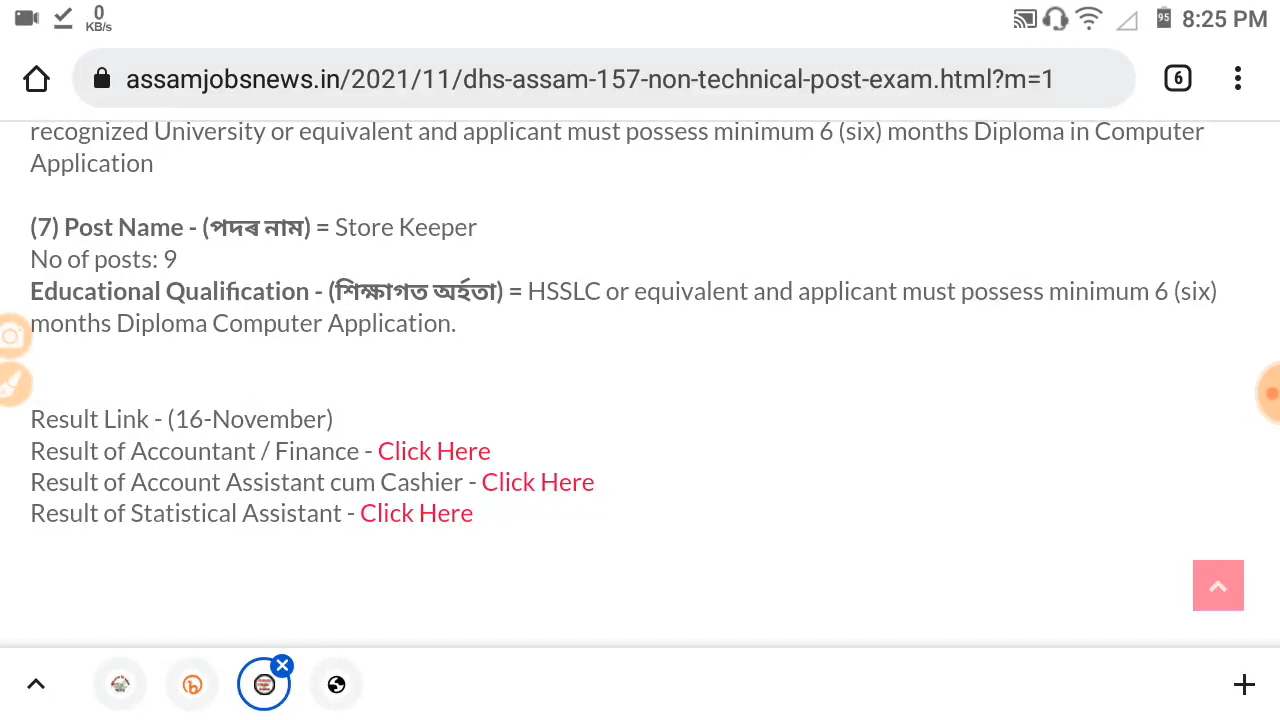 0
KB/s
95
8:25 PM
assamjobsnews.in/2021/11/dhs-assam-157-non-technical-post-exam.html?m=1
6
recognized University or equivalent and applicant must possess minimum 6 (six) months Diploma in Computer
Application
(7) Post Name - (পদৰ নাম) = Store Keeper
No of posts: 9
Educational Qualification - (শিক্ষাগত অৰ্হতা) = HSSLC or equivalent and applicant must possess minimum 6 (six)
months Diploma Computer Application.
Result Link - (16-November)
Result of Accountant / Finance - Click Here
Result of Account Assistant cum Cashier - Click Here
Result of Statistical Assistant - Click Here